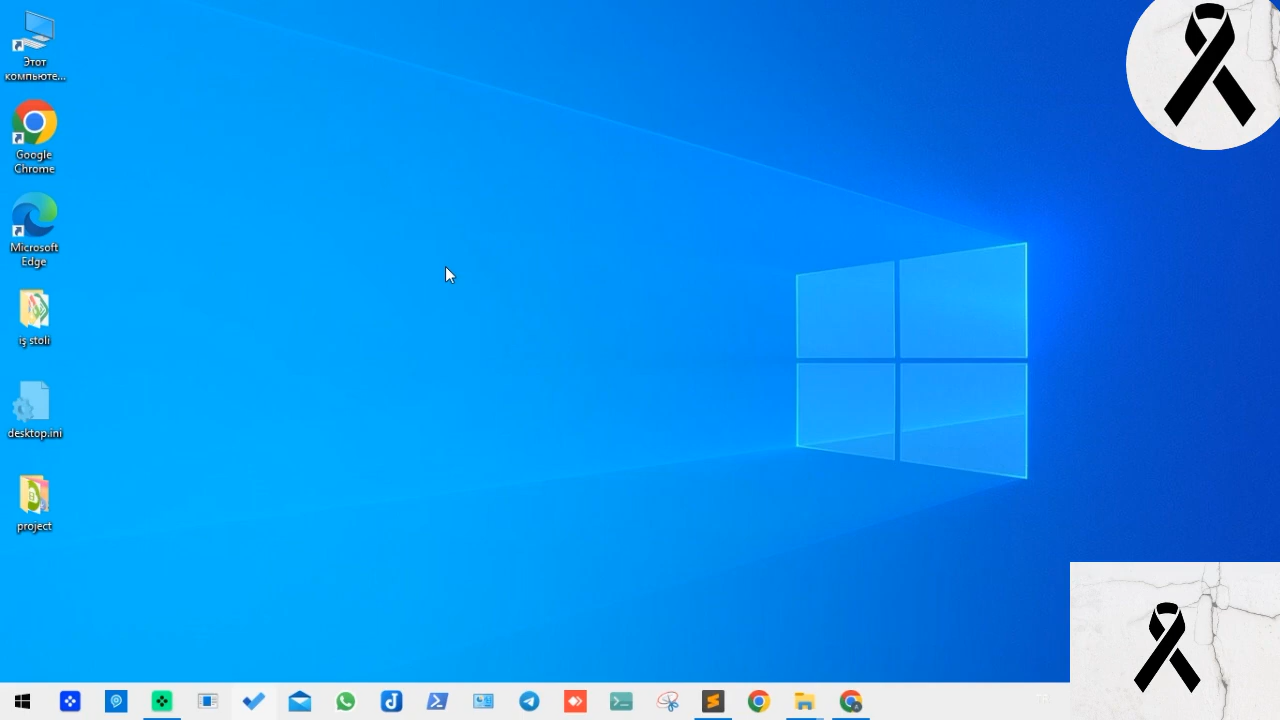 Этот
компьюте...
Google
Chrome
Microsoft
Edge
iş stoli
desktop.ini
project